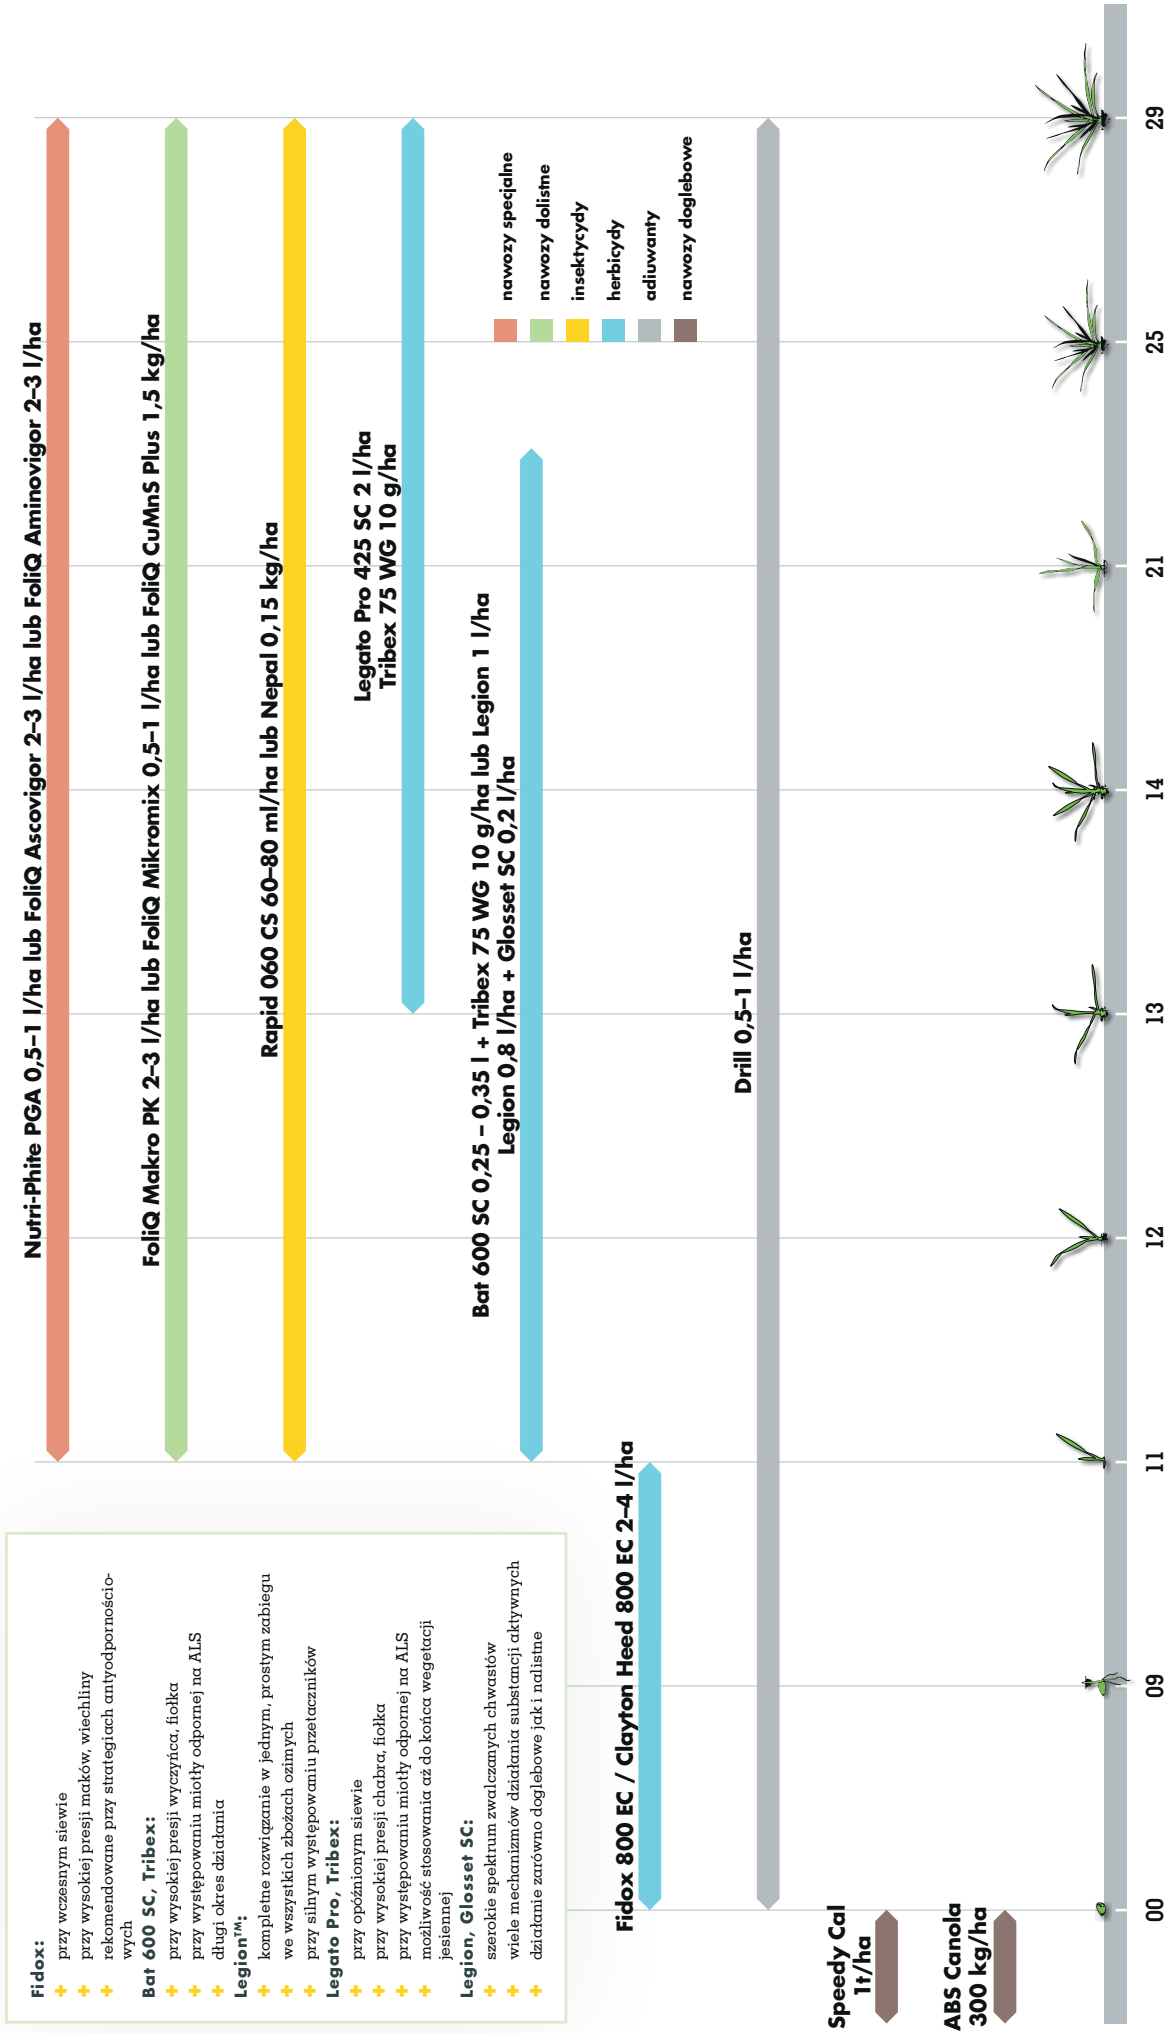 Nutri-Phite PGA 0,5–1 l/ha lub FoliQ Ascovigor 2–3 l/ha lub FoliQ Aminovigor 2–3 l/ha
FoliQ Makro PK 2–3 l/ha lub FoliQ Mikromix 0,5–1 l/ha lub FoliQ CuMnS Plus 1,5 kg/ha
Rapid 060 CS 60–80 ml/ha lub Nepal 0,15 kg/ha
Legato Pro 425 SC 2 l/ha
Tribex 75 WG 10 g/ha
Bat 600 SC 0,25 – 0,35 l + Tribex 75 WG 10 g/ha lub Legion 1 l/ha
Legion 0,8 l/ha + Glosset SC 0,2 l/ha
nawozy specjalne
nawozy dolistne
insektycydy
herbicydy
adiuwanty
nawozy doglebowe
Fidox:
+ przy wczesnym siewie
+ przy wysokiej presji maków, wiechliny
+ rekomendowane przy strategiach antyodpornościo-
wych
Bat 600 SC, Tribex:
+ przy wysokiej presji wyczyńca, fiołka
+ przy występowaniu miotły odpornej na ALS
+ długi okres działania
Legion™:
+ kompletne rozwiązanie w jednym, prostym zabiegu
+ we wszystkich zbożach ozimych
+ przy silnym występowaniu przetaczników
Legato Pro, Tribex:
+ przy opóźnionym siewie
+ przy wysokiej presji chabra, fiołka
+ przy występowaniu miotły odpornej na ALS
+ możliwość stosowania aż do końca wegetacji
jesiennej
Legion, Glosset SC:
+ szerokie spektrum zwalczanych chwastów
+ wiele mechanizmów działania substancji aktywnych
+ działanie zarówno doglebowe jak i nalistne
Fidox 800 EC / Clayton Heed 800 EC 2–4 l/ha
Drill 0,5–1 l/ha
Speedy Cal
1t/ha
ABS Canola
300 kg/ha
00
09
11
12
13
14
21
25
29